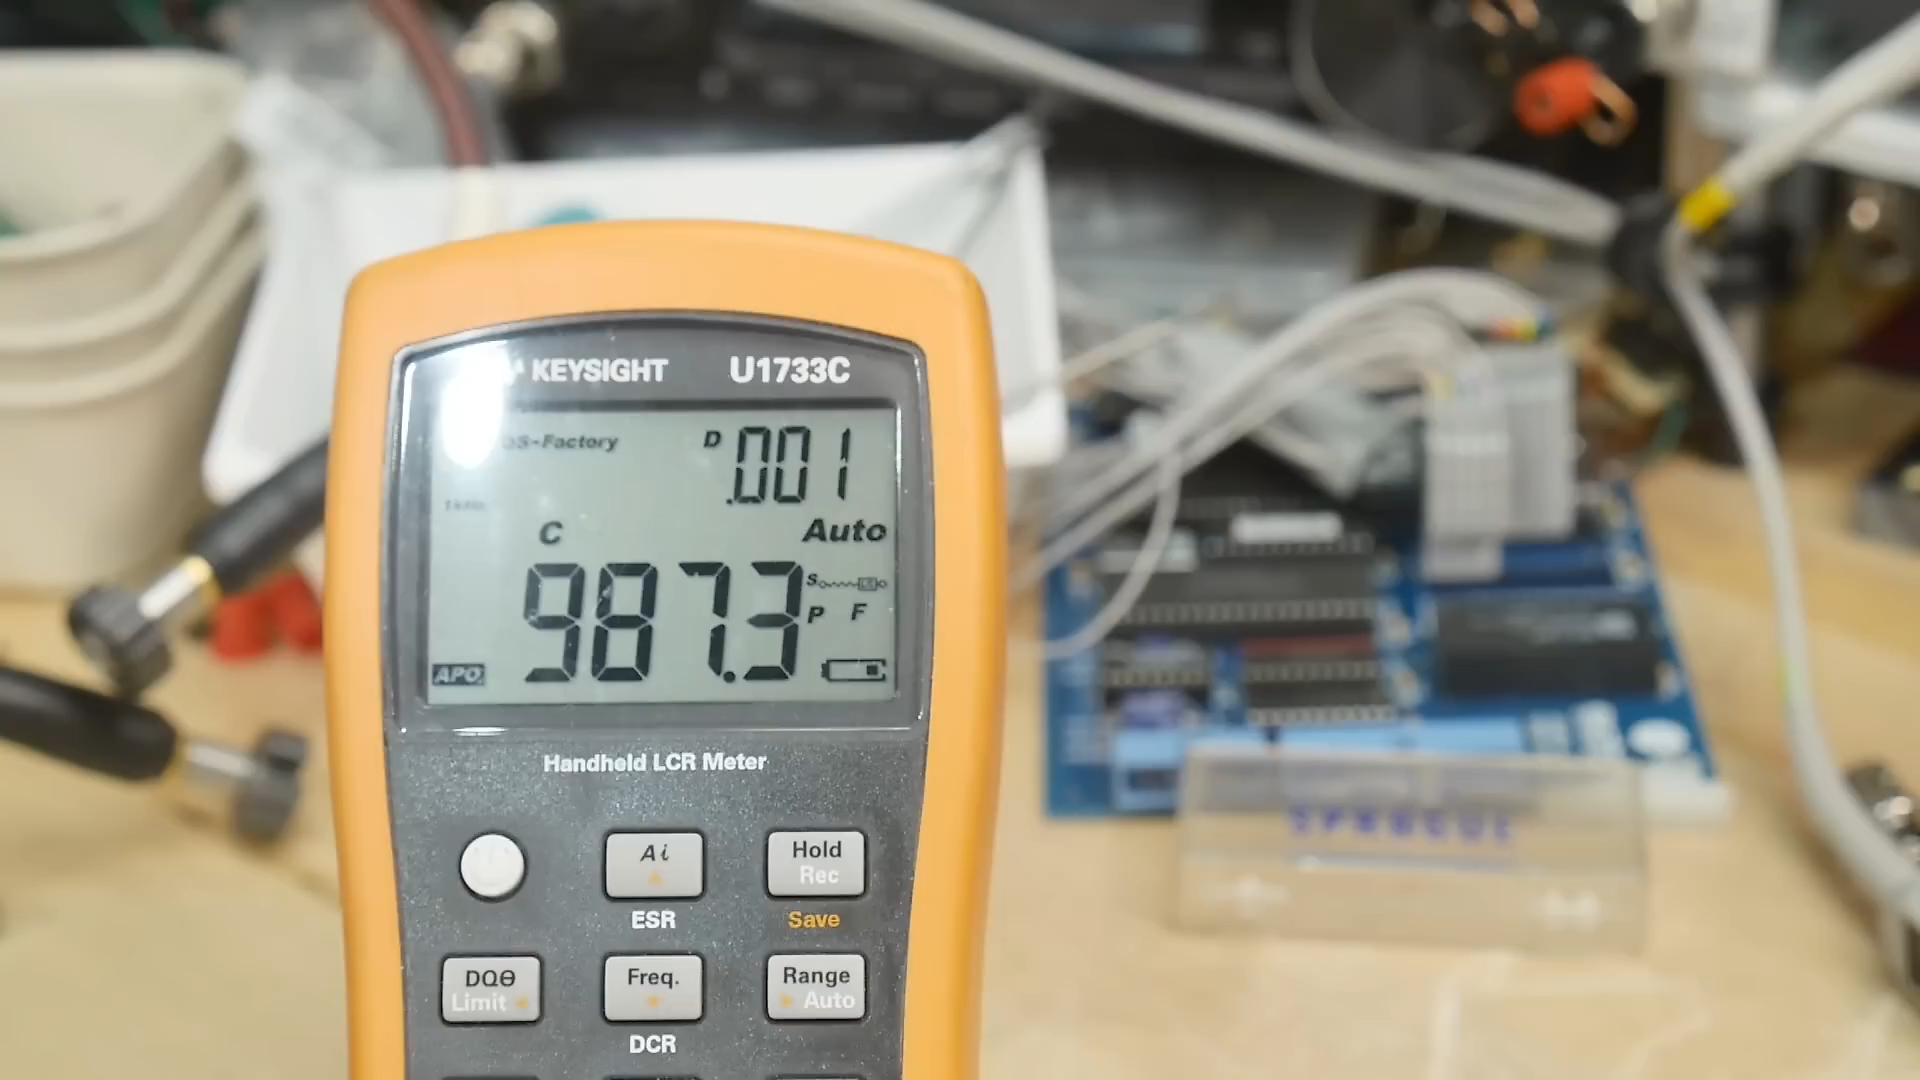 KEYSIGHT U1733C
S-Factory D .001
C Auto
987.3 S
P F
APO
Handheld LCR Meter
Ai Hold
Rec
ESR Save
DQΘ Freq. Range
Limit Auto
DCR